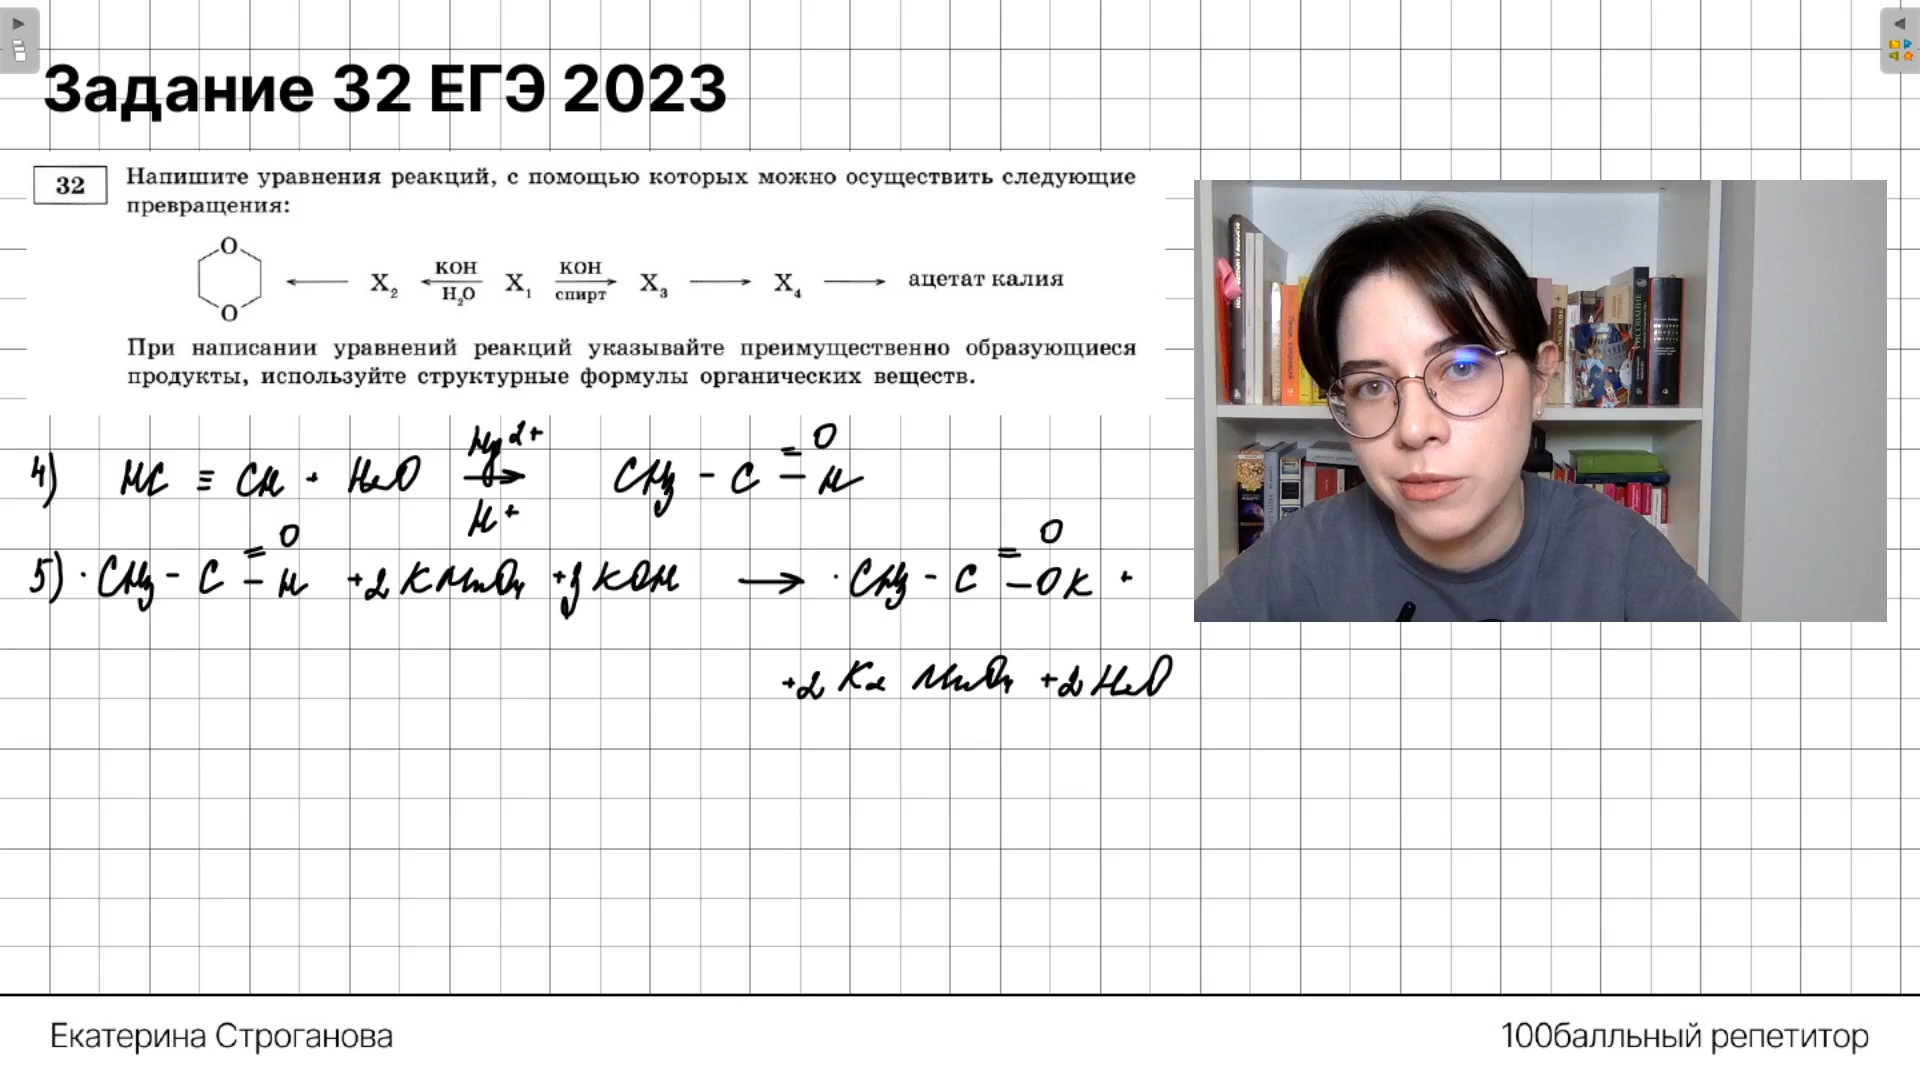 Задание 32 ЕГЭ 2023
32
Напишите уравнения реакций, с помощью которых можно осуществить следующие
превращения:
O
O
← X₂ ←(KOH / H₂O) X₁ →(KOH / спирт) X₃ → X₄ → ацетат калия
При написании уравнений реакций указывайте преимущественно образующиеся
продукты, используйте структурные формулы органических веществ.
4) HC ≡ CH + H₂O →(Hg²⁺ / H⁺) CH₃ - C =O - H
5) · CH₃ - C =O - H + 2 KMnO₄ + 3 KOH → · CH₃ - C =O - OK +
+ 2 K₂MnO₄ + 2 H₂O
Екатерина Строганова
100балльный репетитор